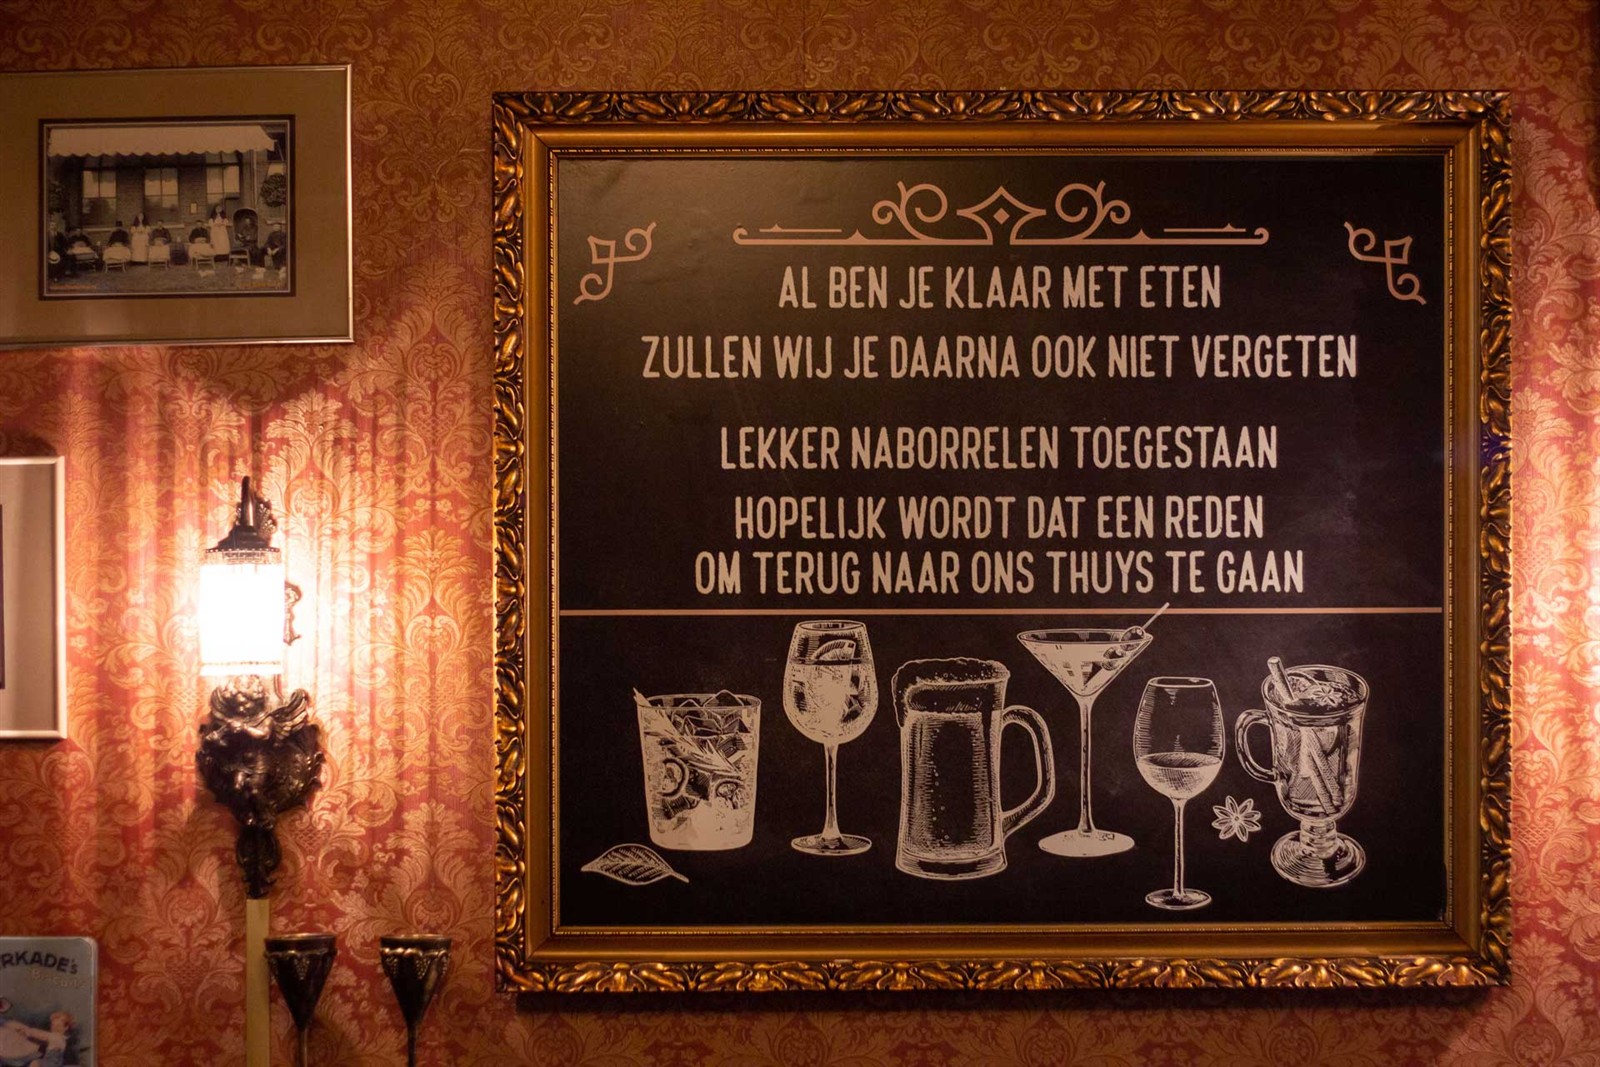 AL BEN JE KLAAR MET ETEN
ZULLEN WIJ JE DAARNA OOK NIET VERGETEN
LEKKER NABORRELEN TOEGESTAAN
HOPELIJK WORDT DAT EEN REDEN
OM TERUG NAAR ONS THUYS TE GAAN
RKADE's